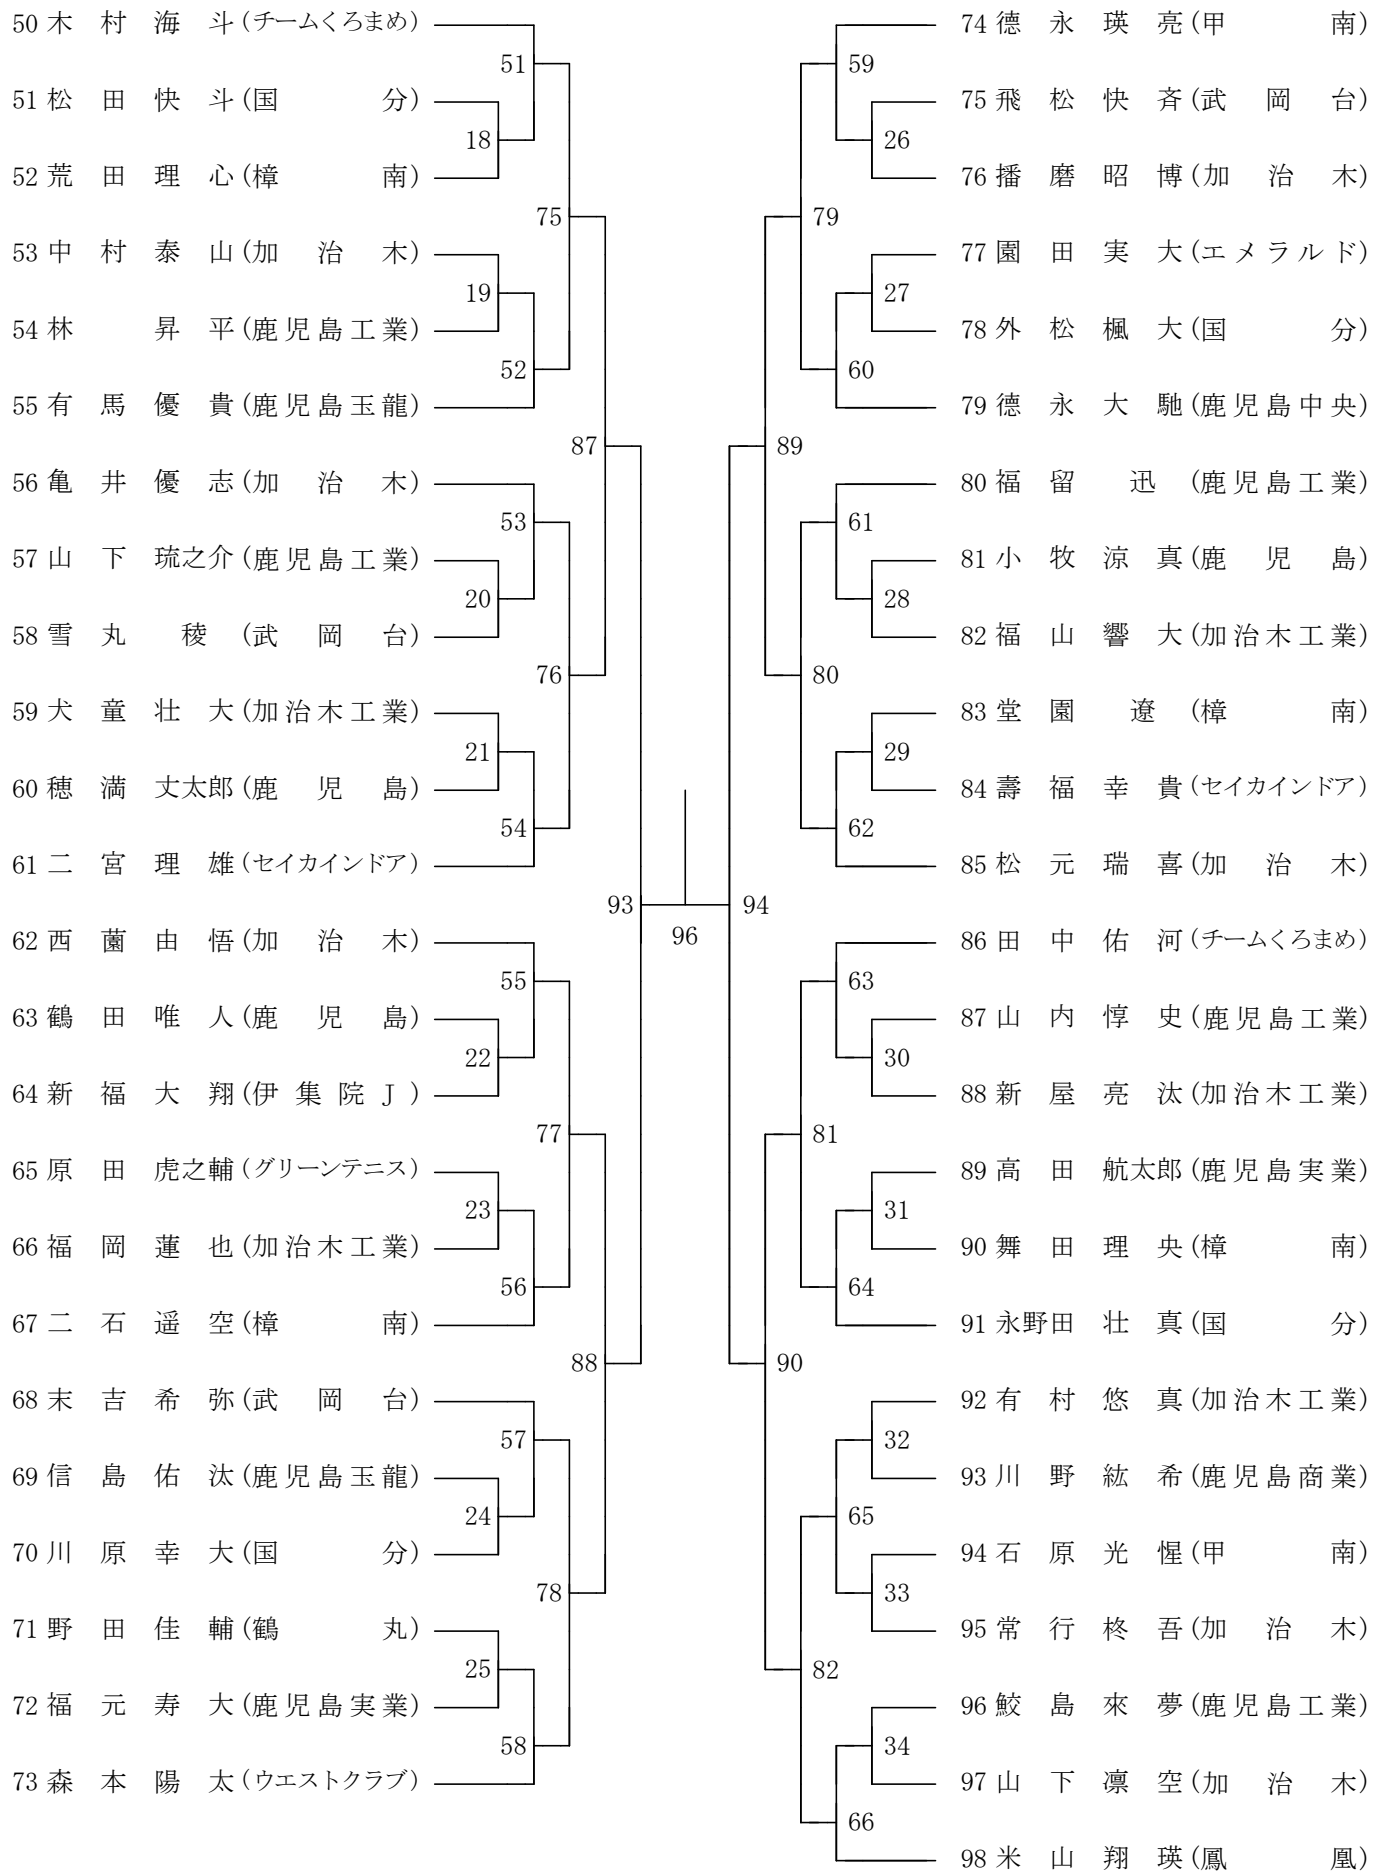 50 木村海斗(チームくろまめ)
51 松田快斗(国分)
52 荒田理心(樟南)
53 中村泰山(加治木)
54 林昇平(鹿児島工業)
55 有馬優貴(鹿児島玉龍)
56 亀井優志(加治木)
57 山下琉之介(鹿児島工業)
58 雪丸稜(武岡台)
59 犬童壮大(加治木工業)
60 穂満丈太郎(鹿児島)
61 二宮理雄(セイカインドア)
62 西薗由悟(加治木)
63 鶴田唯人(鹿児島)
64 新福大翔(伊集院J)
65 原田虎之輔(グリーンテニス)
66 福岡蓮也(加治木工業)
67 二石遥空(樟南)
68 末吉希弥(武岡台)
69 信島佑汰(鹿児島玉龍)
70 川原幸大(国分)
71 野田佳輔(鶴丸)
72 福元寿大(鹿児島実業)
73 森本陽太(ウエストクラブ)
18
19
20
21
22
23
24
25
51
52
53
54
55
56
57
58
75
76
77
78
87
88
93
96
94
89
90
79
80
81
82
59
60
61
62
63
64
65
66
26
27
28
29
30
31
32
33
34
74 德永瑛亮(甲南)
75 飛松快斉(武岡台)
76 播磨昭博(加治木)
77 園田実大(エメラルド)
78 外松楓大(国分)
79 德永大馳(鹿児島中央)
80 福留迅(鹿児島工業)
81 小牧涼真(鹿児島)
82 福山響大(加治木工業)
83 堂園遼(樟南)
84 壽福幸貴(セイカインドア)
85 松元瑞喜(加治木)
86 田中佑河(チームくろまめ)
87 山内惇史(鹿児島工業)
88 新屋亮汰(加治木工業)
89 高田航太郎(鹿児島実業)
90 舞田理央(樟南)
91 永野田壮真(国分)
92 有村悠真(加治木工業)
93 川野紘希(鹿児島商業)
94 石原光惺(甲南)
95 常行柊吾(加治木)
96 鮫島來夢(鹿児島工業)
97 山下凛空(加治木)
98 米山翔瑛(鳳凰)